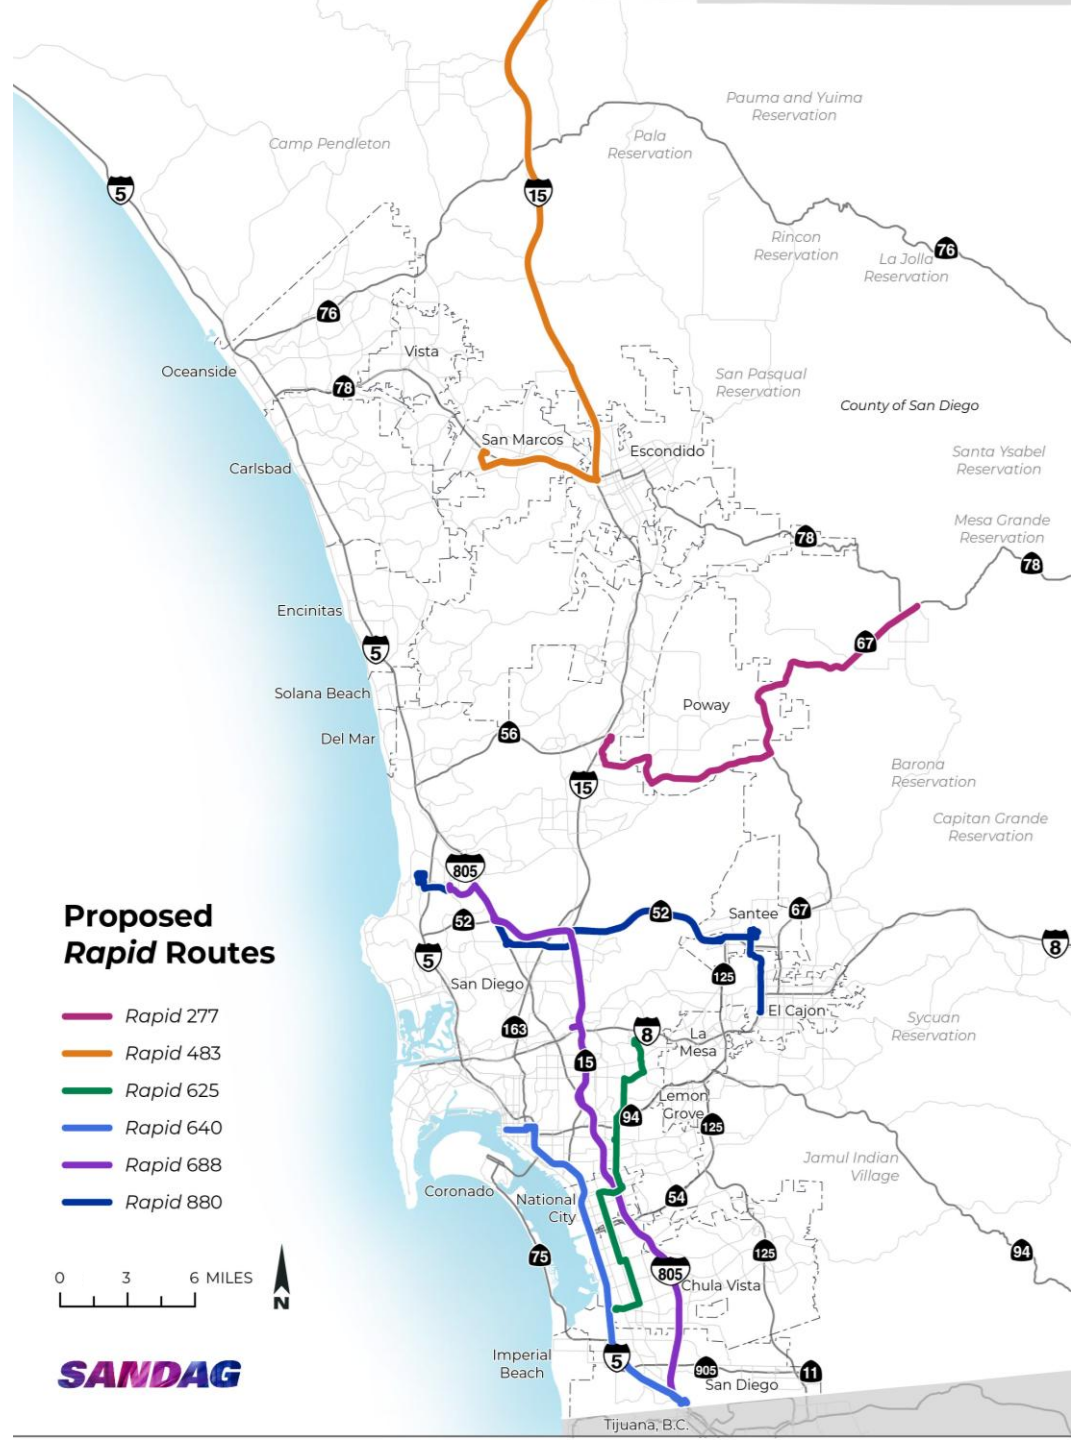 Pauma and Yuima
Reservation
Camp Pendleton
Pala
Reservation
5
15
Rincon
Reservation
La Jolla
Reservation
76
76
Vista
Oceanside
78
San Pasqual
Reservation
County of San Diego
San Marcos
Escondido
Carlsbad
Santa Ysabel
Reservation
Mesa Grande
Reservation
78
78
Encinitas
67
5
Solana Beach
Poway
Del Mar
56
15
Barona
Reservation
Capitan Grande
Reservation
805
52
52
Santee
67
5
8
San Diego
125
El Cajon
163
8
La
Mesa
Sycuan
Reservation
15
Lemon
Grove
94
125
Jamul Indian
Village
Coronado
National
City
54
75
125
94
805
Chula Vista
Imperial
Beach
5
905
San Diego
11
Tijuana, B.C.
Proposed
Rapid Routes
Rapid 277
Rapid 483
Rapid 625
Rapid 640
Rapid 688
Rapid 880
0 3 6 MILES
N
SANDAG